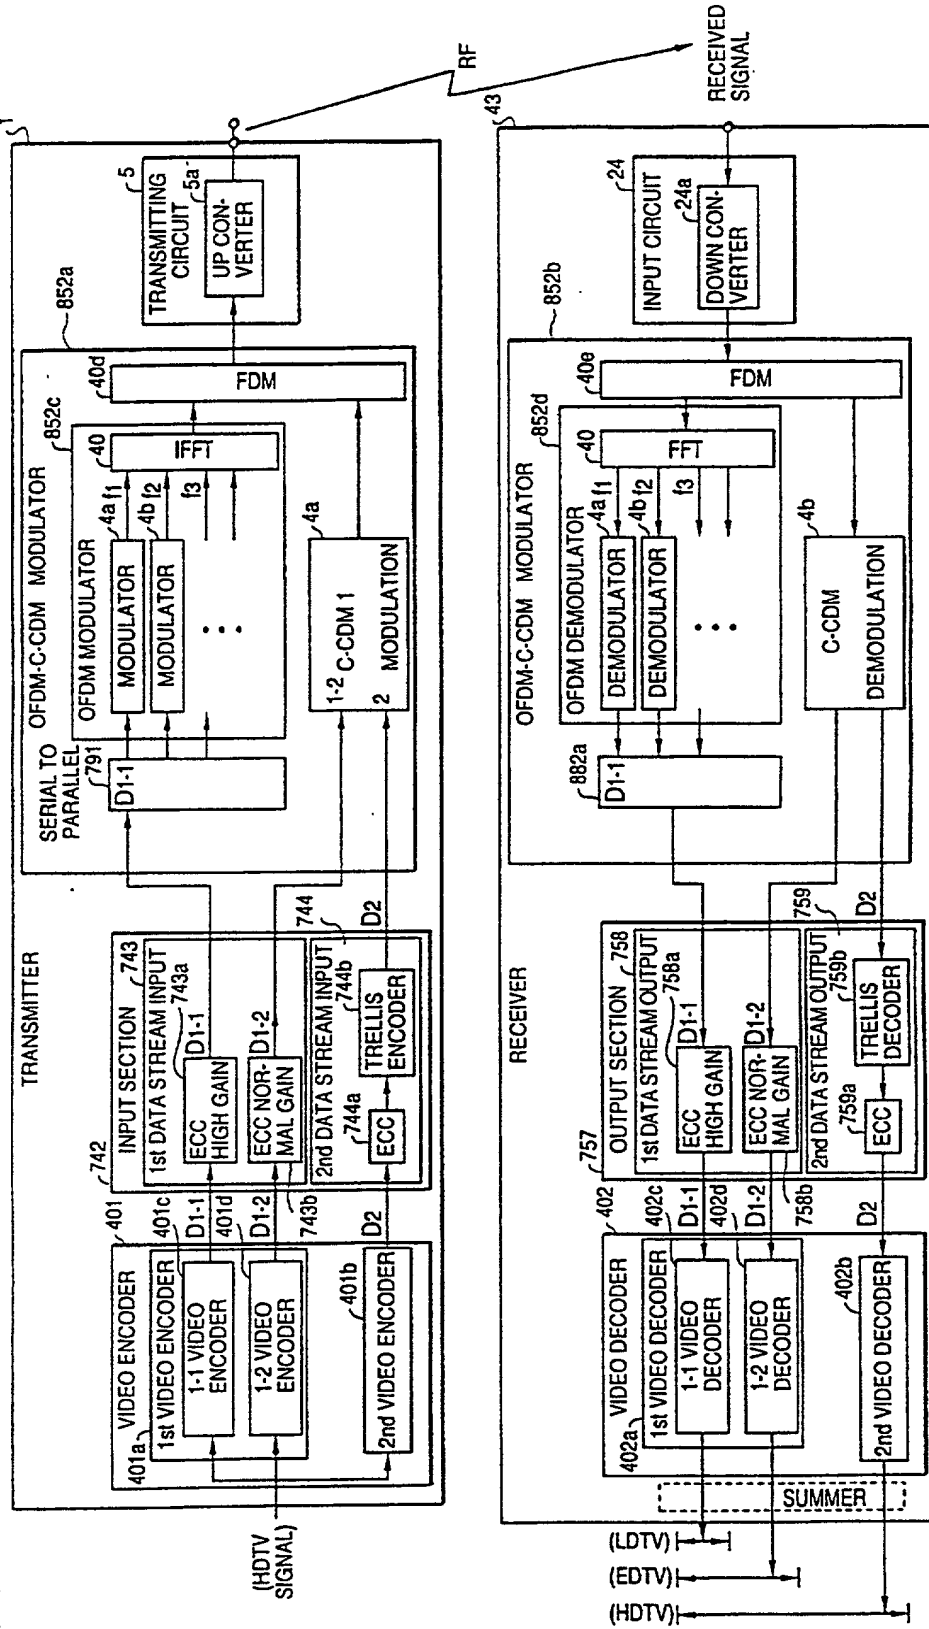 TRANSMITTER
1
(HDTV
SIGNAL)
VIDEO ENCODER
401
401a
1st VIDEO ENCODER
401c
1-1 VIDEO
ENCODER
401d
1-2 VIDEO
ENCODER
401b
2nd VIDEO ENCODER
D1-1
D1-2
D2
742
INPUT SECTION
743
1st DATA STREAM INPUT
743a
ECC
HIGH GAIN
D1-1
ECC NOR-
MAL GAIN
D1-2
743b
744
2nd DATA STREAM INPUT
744a
744b
ECC
TRELLIS
ENCODER
D2
OFDM-C-CDM MODULATOR
852a
SERIAL TO
PARALLEL
791
D1-1
OFDM MODULATOR
852c
4a
MODULATOR
f1
4b
MODULATOR
f2
f3
40
IFFT
40d
FDM
4a
1-2
C-CDM 1
2
MODULATION
TRANSMITTING
CIRCUIT
5
5a
UP CON-
VERTER
RF
RECEIVED
SIGNAL
RECEIVER
43
INPUT CIRCUIT
24
24a
DOWN CON-
VERTER
OFDM-C-CDM MODULATOR
852b
40e
FDM
OFDM DEMODULATOR
852d
40
FFT
4a
DEMODULATOR
f1
4b
DEMODULATOR
f2
f3
882a
D1-1
4b
C-CDM
DEMODULATION
757
OUTPUT SECTION
758
1st DATA STREAM OUTPUT
758a
ECC
HIGH GAIN
D1-1
ECC NOR-
MAL GAIN
D1-2
758b
759
2nd DATA STREAM OUTPUT
759a
759b
ECC
TRELLIS
DECODER
D2
D1-1
D1-2
D2
VIDEO DECODER
402
402a
1st VIDEO DECODER
402c
1-1 VIDEO
DECODER
402d
1-2 VIDEO
DECODER
402b
2nd VIDEO DECODER
SUMMER
(LDTV)
(EDTV)
(HDTV)